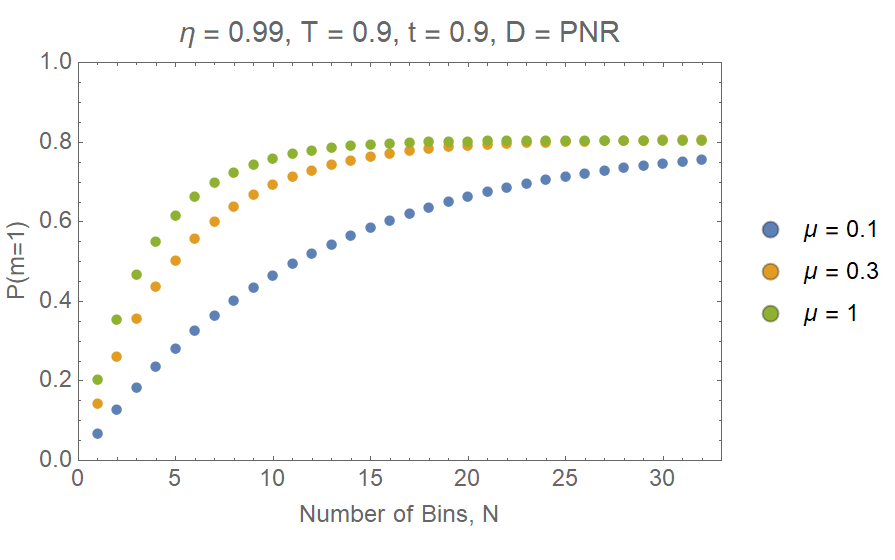 η = 0.99, T = 0.9, t = 0.9, D = PNR
1.0
0.8
0.6
0.4
0.2
0.0
P(m=1)
0 5 10 15 20 25 30
Number of Bins, N
μ = 0.1
μ = 0.3
μ = 1